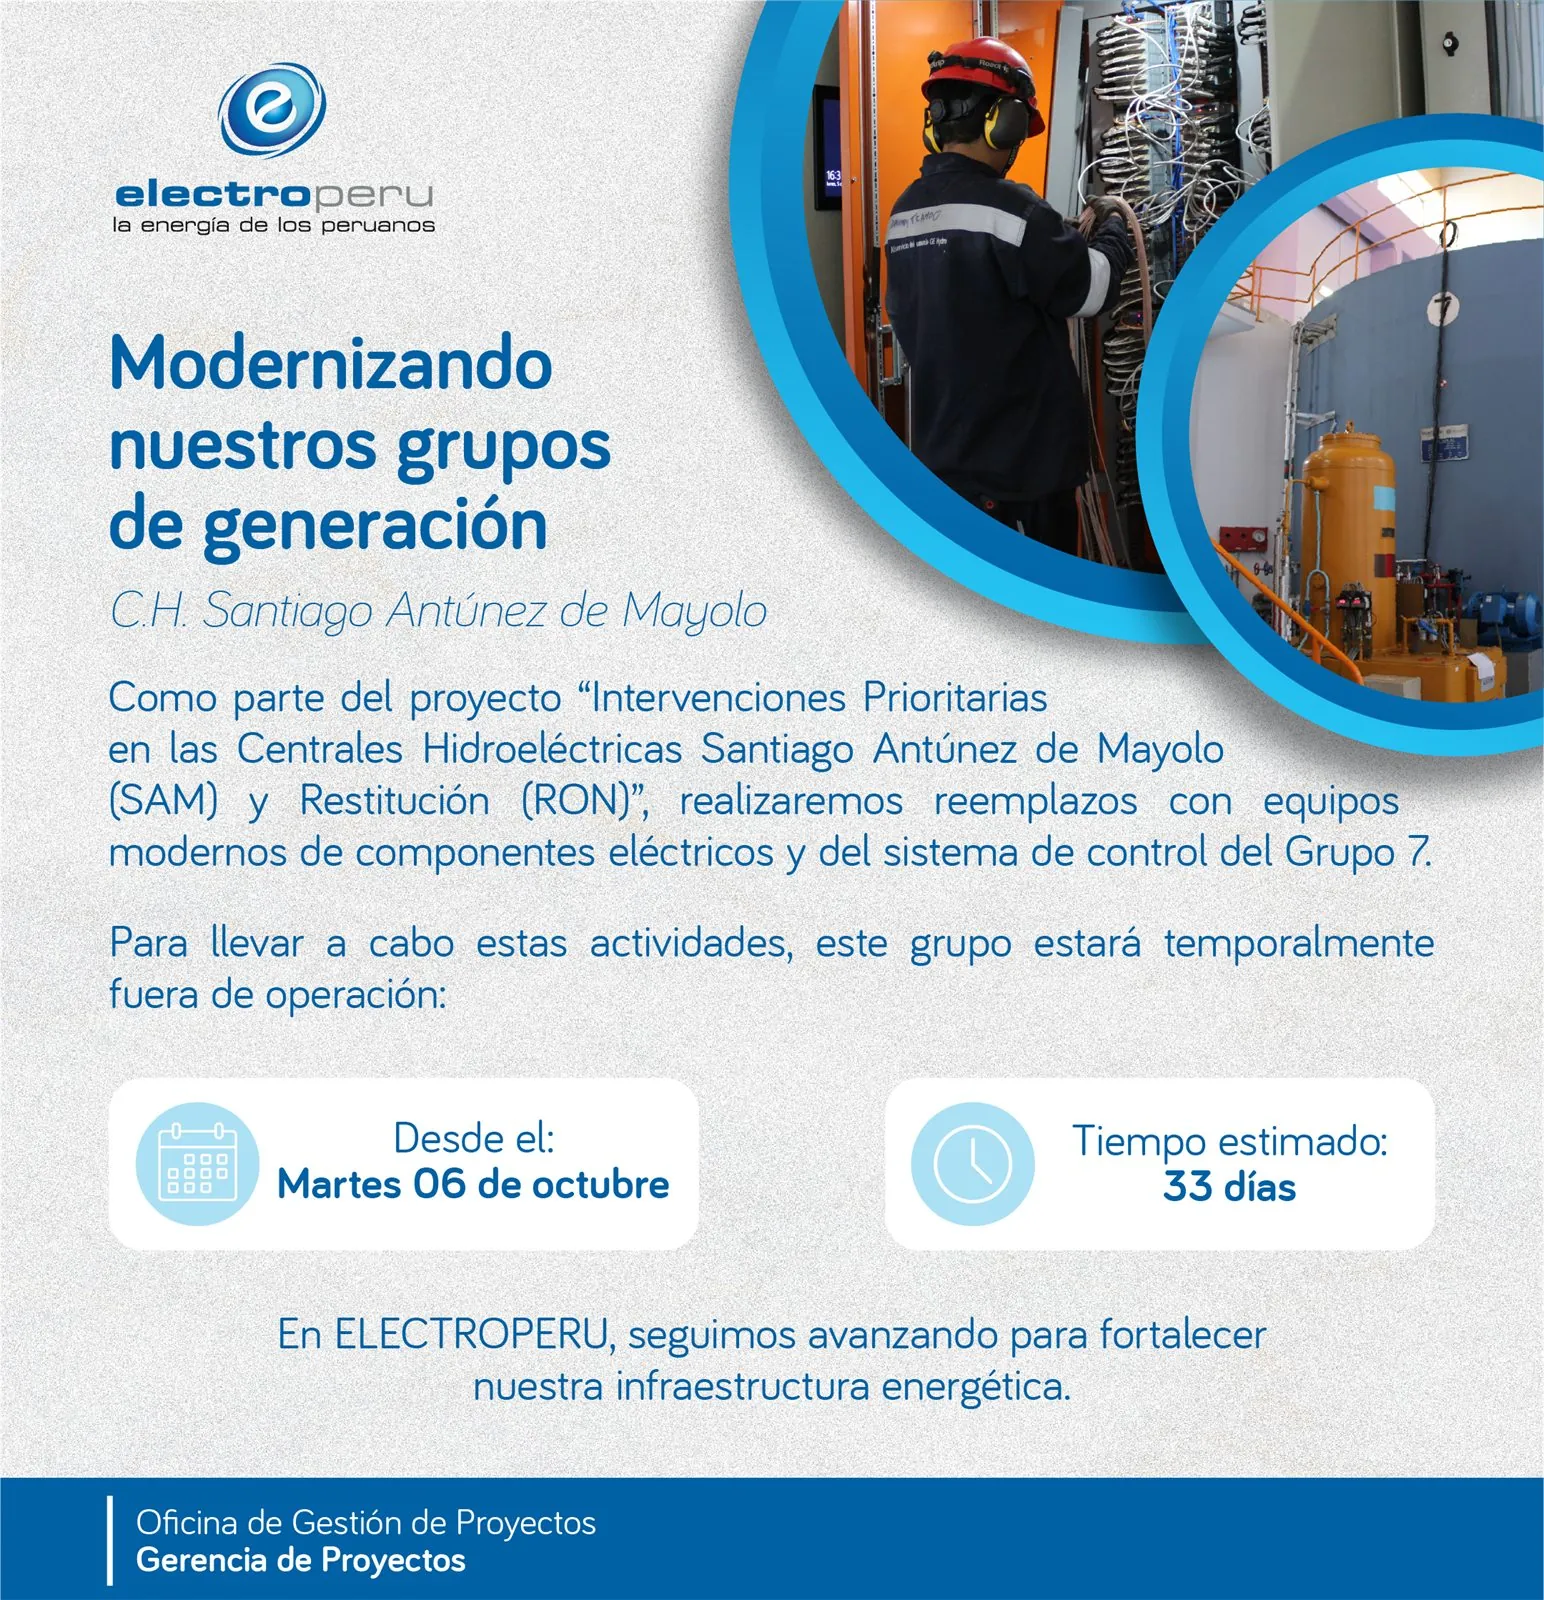 electroperu
la energía de los peruanos
Modernizando
nuestros grupos
de generación
C.H. Santiago Antúnez de Mayolo
Como parte del proyecto “Intervenciones Prioritarias
en las Centrales Hidroeléctricas Santiago Antúnez de Mayolo
(SAM) y Restitución (RON)”, realizaremos reemplazos con equipos
modernos de componentes eléctricos y del sistema de control del Grupo 7.
Para llevar a cabo estas actividades, este grupo estará temporalmente
fuera de operación:
Desde el:
Martes 06 de octubre
Tiempo estimado:
33 días
En ELECTROPERU, seguimos avanzando para fortalecer
nuestra infraestructura energética.
Oficina de Gestión de Proyectos
Gerencia de Proyectos
7